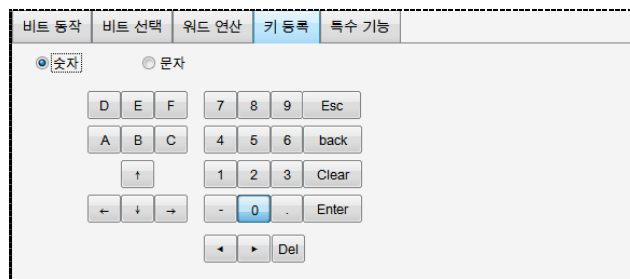 비트 동작 비트 선택 워드 연산 키 등록 특수 기능
숫자 문자
D E F 7 8 9 Esc
A B C 4 5 6 back
↑ 1 2 3 Clear
← ↓ → - 0 . Enter
◄ ► Del